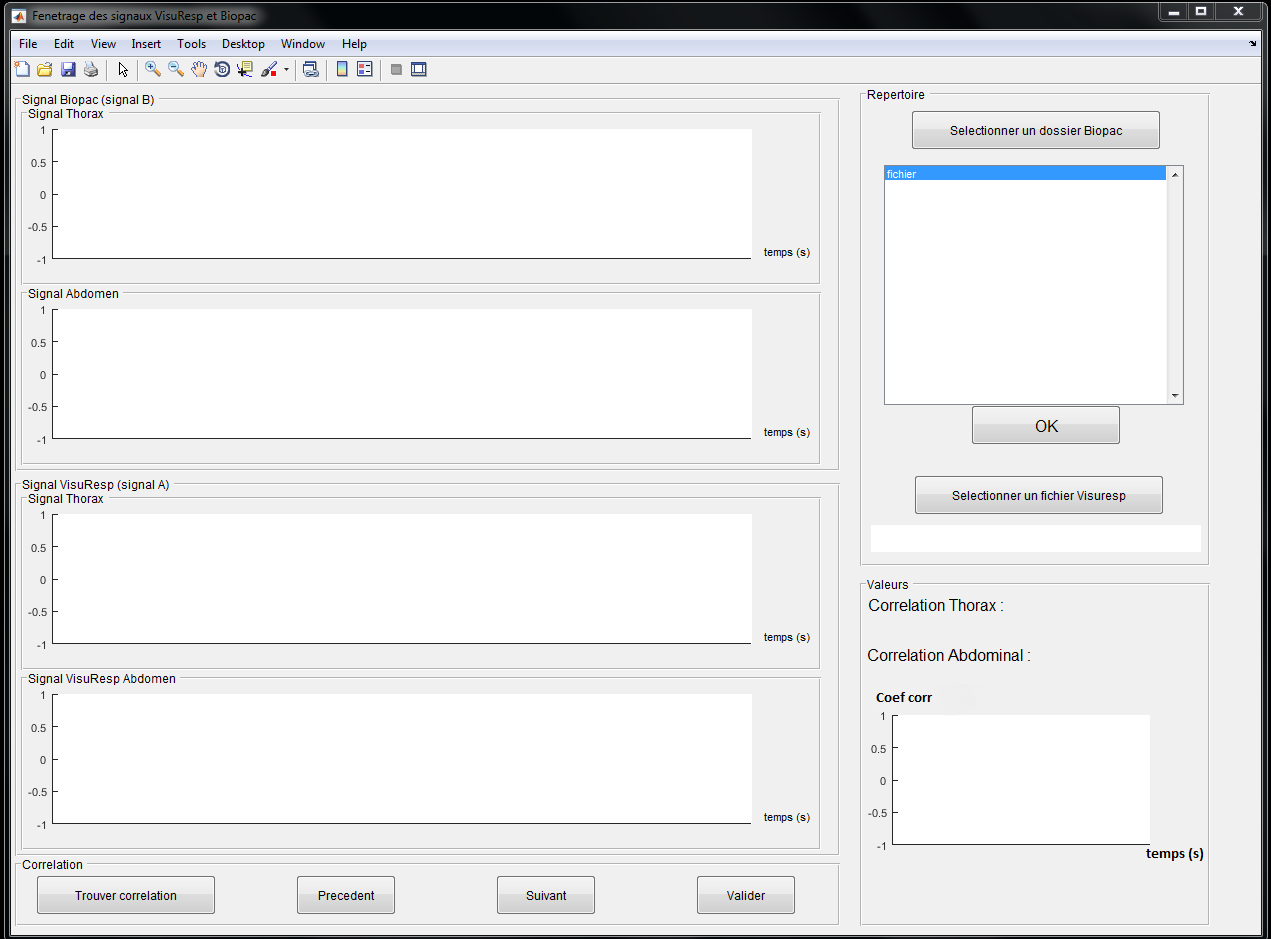 Fenetrage des signaux VisuResp et Biopac
File Edit View Insert Tools Desktop Window Help
Signal Biopac (signal B)
Signal Thorax
1
0.5
0
-0.5
-1
temps (s)
Signal Abdomen
1
0.5
0
-0.5
-1
temps (s)
Signal VisuResp (signal A)
Signal Thorax
1
0.5
0
-0.5
-1
temps (s)
Signal VisuResp Abdomen
1
0.5
0
-0.5
-1
temps (s)
Correlation
Trouver correlation
Precedent
Suivant
Valider
Repertoire
Selectionner un dossier Biopac
fichier
OK
Selectionner un fichier Visuresp
Valeurs
Correlation Thorax :
Correlation Abdominal :
Coef corr
1
0.5
0
-0.5
-1
temps (s)